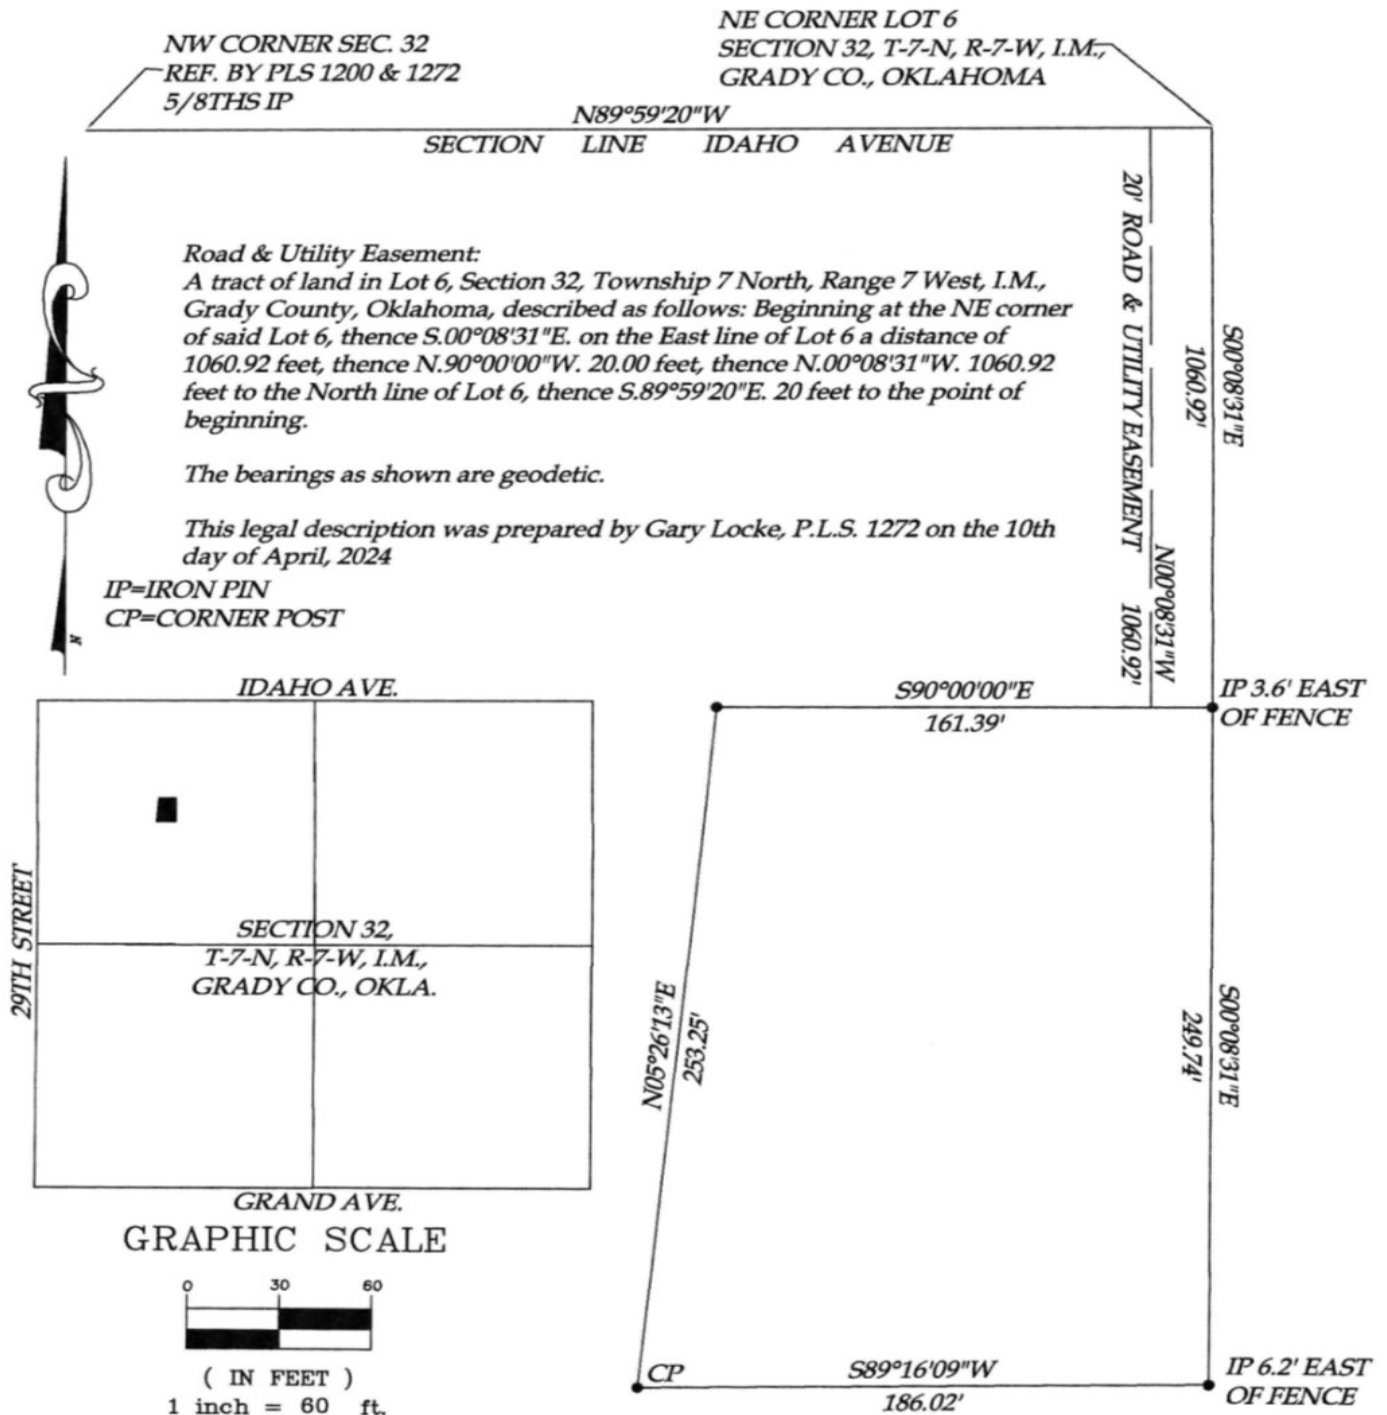 NW CORNER SEC. 32
REF. BY PLS 1200 & 1272
5/8THS IP
NE CORNER LOT 6
SECTION 32, T-7-N, R-7-W, I.M.,
GRADY CO., OKLAHOMA
N89°59'20"W
SECTION LINE IDAHO AVENUE
Road & Utility Easement:
A tract of land in Lot 6, Section 32, Township 7 North, Range 7 West, I.M.,
Grady County, Oklahoma, described as follows: Beginning at the NE corner
of said Lot 6, thence S.00°08'31"E. on the East line of Lot 6 a distance of
1060.92 feet, thence N.90°00'00"W. 20.00 feet, thence N.00°08'31"W. 1060.92
feet to the North line of Lot 6, thence S.89°59'20"E. 20 feet to the point of
beginning.
The bearings as shown are geodetic.
This legal description was prepared by Gary Locke, P.L.S. 1272 on the 10th
day of April, 2024
IP=IRON PIN
CP=CORNER POST
N
20' ROAD & UTILITY EASEMENT 1060.92'
N00°08'31"W
1060.92'
S00°08'31"E
S90°00'00"E
161.39'
IP 3.6' EAST
OF FENCE
IDAHO AVE.
29TH STREET
SECTION 32,
T-7-N, R-7-W, I.M.,
GRADY CO., OKLA.
GRAND AVE.
N05°26'13"E
253.25'
249.74'
S00°08'31"E
GRAPHIC SCALE
0 30 60
( IN FEET )
1 inch = 60 ft.
CP
S89°16'09"W
186.02'
IP 6.2' EAST
OF FENCE